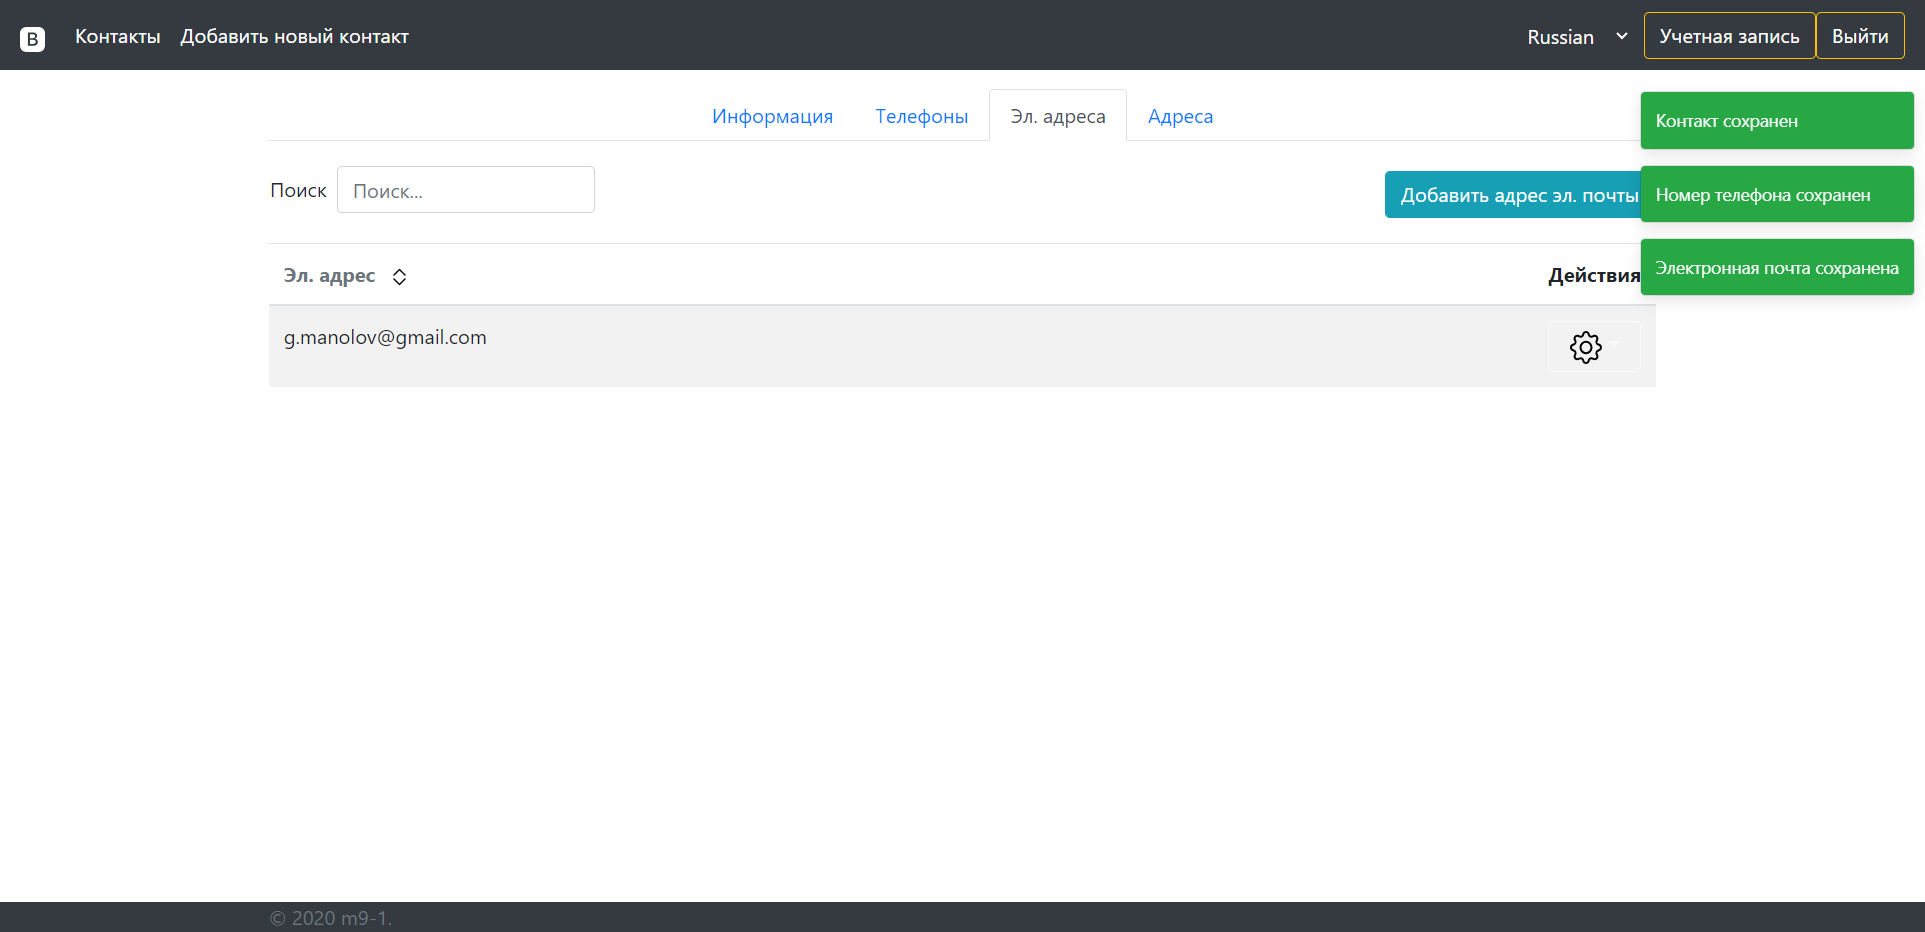 B
Контакты
Добавить новый контакт
Russian
Учетная запись
Выйти
Информация
Телефоны
Эл. адреса
Адреса
Контакт сохранен
Поиск
Поиск...
Добавить адрес эл. почты
Номер телефона сохранен
Эл. адрес
Действия
Электронная почта сохранена
g.manolov@gmail.com
© 2020 m9-1.